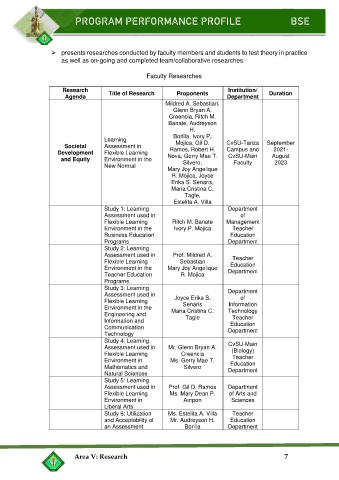 PROGRAM PERFORMANCE PROFILE BSE
➢ presents researches conducted by faculty members and students to test theory in practice
as well as on-going and completed team/collaborative researches.
Faculty Researches
Research Agenda | Title of Research | Proponents | Institution/ Department | Duration
Societal
Development
and Equity
Learning
Assessment in
Flexible Learning
Environment in the
New Normal
Mildred A. Sebastian,
Glenn Bryan A.
Creencia, Ritch M.
Banate, Audreyson
H.
Borilla, Ivory P.
Mojica, Gil D.
Ramos, Robert H.
Nova, Gerry Mae T.
Silvero,
Mary Joy Angelique
R. Mojica, Joyce
Erika S. Senaris,
Maria Cristina C.
Tagle,
Estelita A. Villa
CvSU-Tanza
Campus and
CvSU-Main
Faculty
September
2021-
August
2023
Study 1: Learning
Assessment used in
Flexible Learning
Environment in the
Business Education
Programs
Ritch M. Banate
Ivory P. Mojica
Department
of
Management
Teacher
Education
Department
Study 2: Learning
Assessment used in
Flexible Learning
Environment in the
Teacher Education
Programs
Prof. Mildred A.
Sebastian
Mary Joy Angelique
R. Mojica
Teacher
Education
Department
Study 3: Learning
Assessment used in
Flexible Learning
Environment in the
Engineering and
Information and
Communication
Technology
Joyce Erika S.
Senaris
Maria Cristina C.
Tagle
Department
of
Information
Technology
Teacher
Education
Department
Study 4: Learning
Assessment used in
Flexible Learning
Environment in
Mathematics and
Natural Sciences
Mr. Glenn Bryan A.
Creencia
Ms. Gerry Mae T.
Silvero
CvSU-Main
(Biology)
Teacher
Education
Department
Study 5: Learning
Assessment used in
Flexible Learning
Environment in
Liberal Arts
Prof. Gil D. Ramos
Ms. Mary Dean P.
Ampon
Department
of Arts and
Sciences
Study 6: Utilization
and Acceptability of
an Assessment
Ms. Estelita A. Villa
Mr. Audreyson H.
Borilla
Teacher
Education
Department
Area V: Research 7